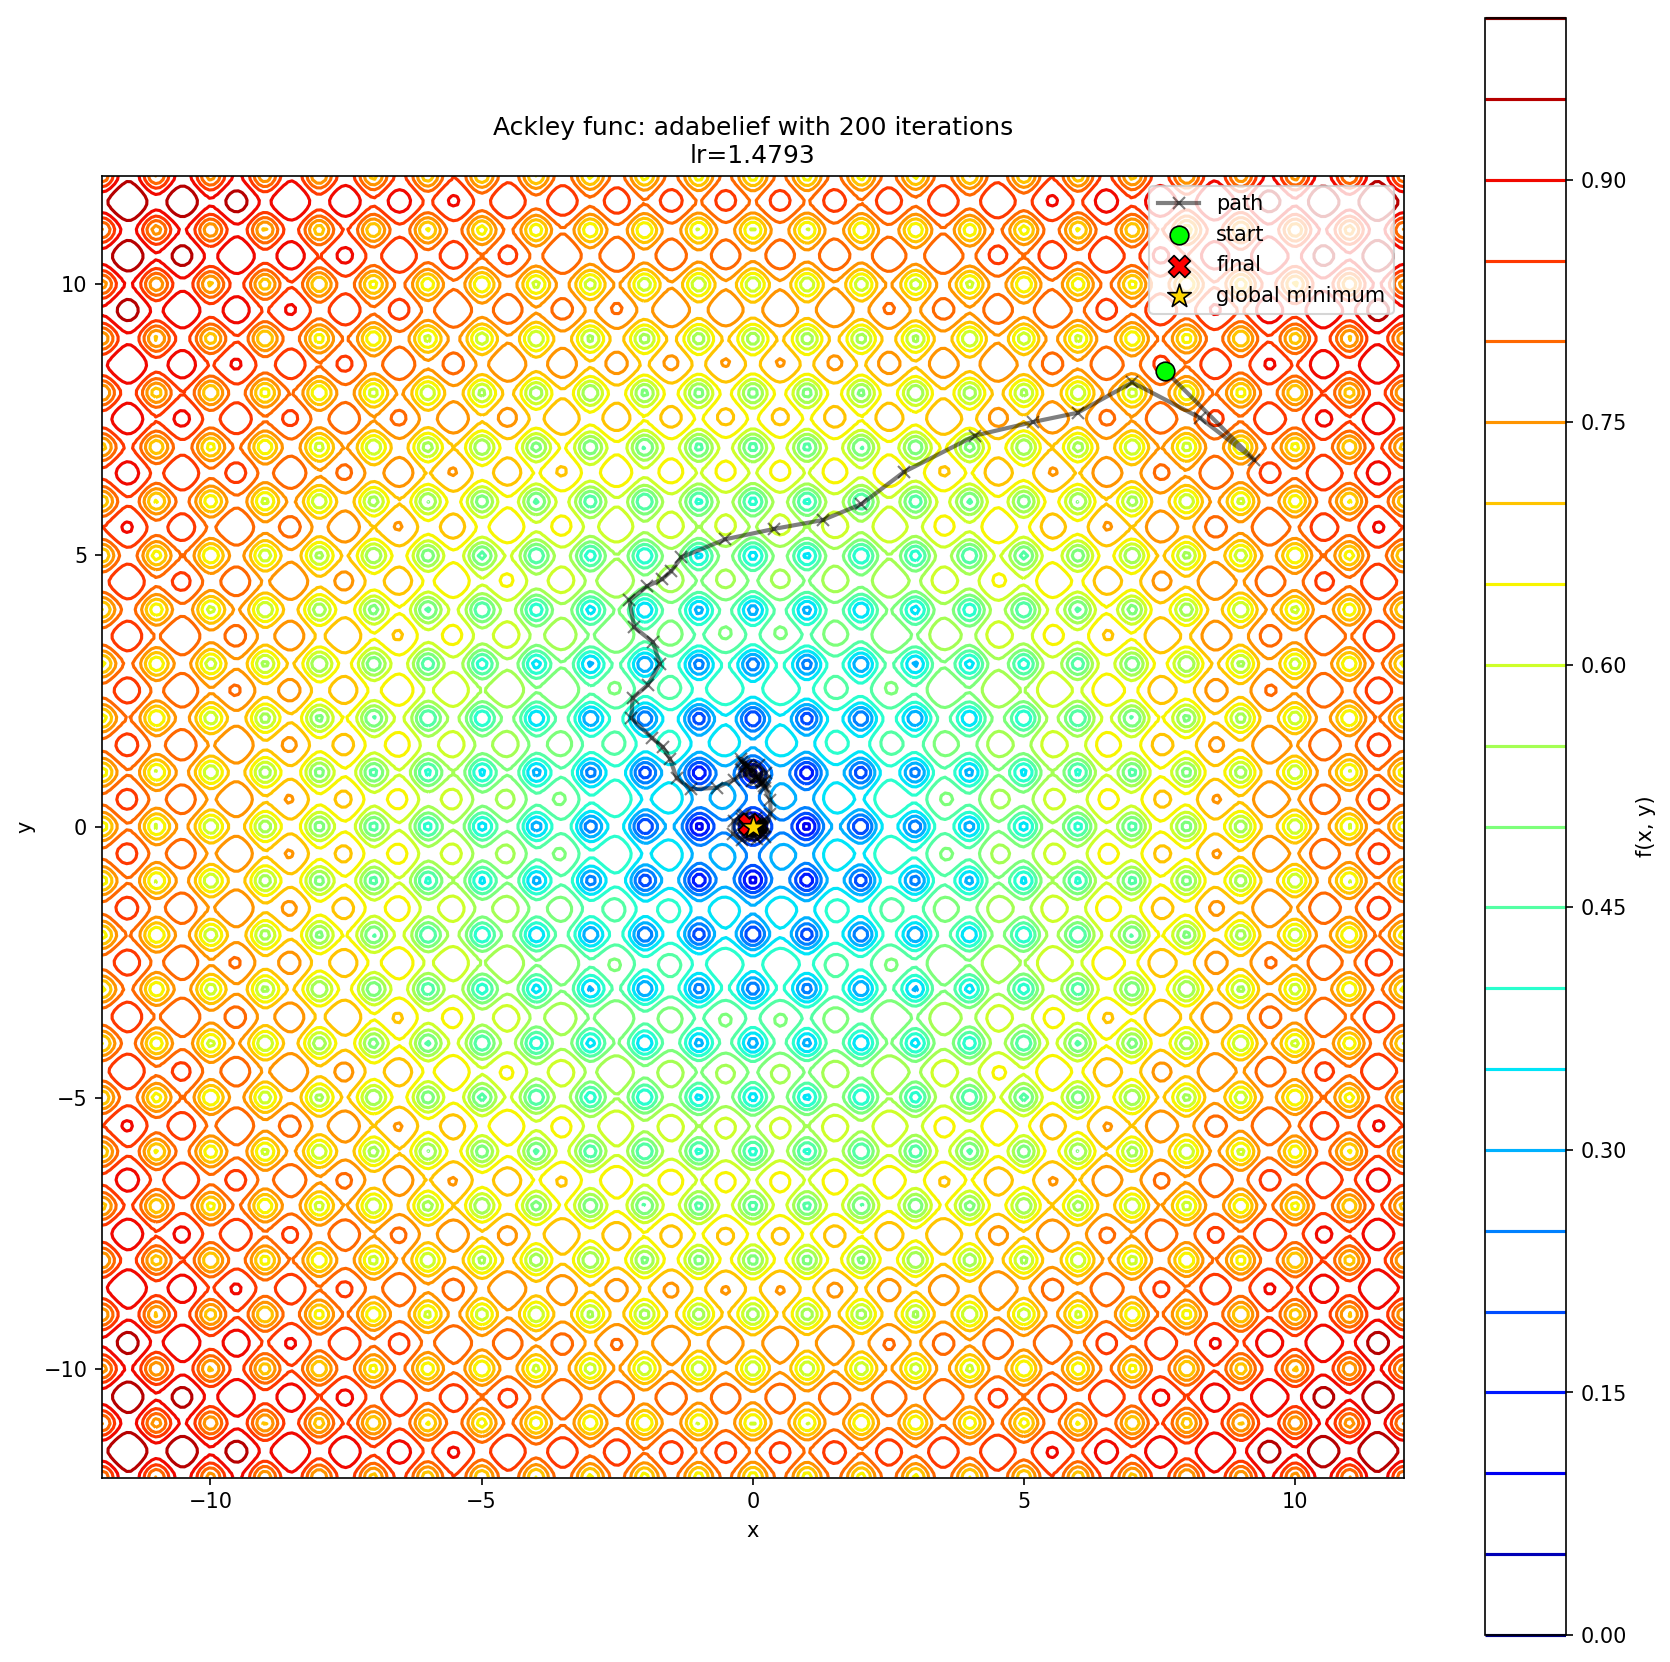 Ackley func: adabelief with 200 iterations
lr=1.4793
path
start
final
global minimum
10
5
0
−5
−10
y
−10
−5
0
5
10
x
0.90
0.75
0.60
0.45
0.30
0.15
0.00
f(x, y)